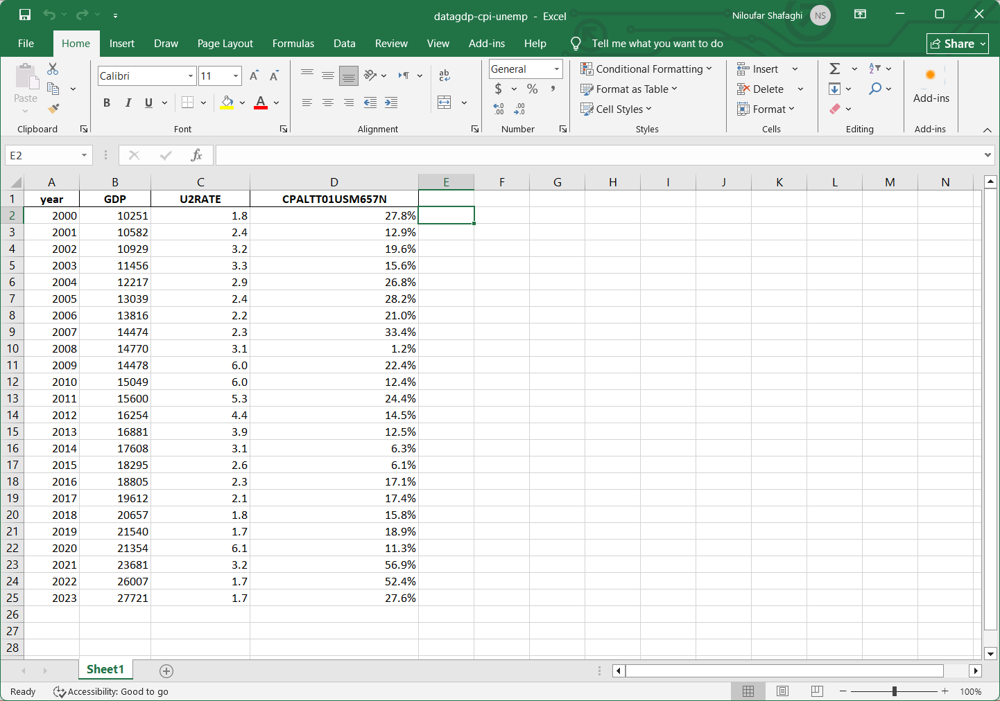 datagdp-cpi-unemp - Excel
Niloufar Shafaghi NS
File Home Insert Draw Page Layout Formulas Data Review View Add-ins Help Tell me what you want to do Share
Paste
Clipboard
Calibri 11 A A
B I U A
Font
ab
Alignment
General
$ % ,
Number
Conditional Formatting
Format as Table
Cell Styles
Styles
Insert
Delete
Format
Cells
Editing
Add-ins
Add-ins
E2 fx
A B C D E F G H I J K L M N
1 year GDP U2RATE CPALTT01USM657N
2 2000 10251 1.8 27.8%
3 2001 10582 2.4 12.9%
4 2002 10929 3.2 19.6%
5 2003 11456 3.3 15.6%
6 2004 12217 2.9 26.8%
7 2005 13039 2.4 28.2%
8 2006 13816 2.2 21.0%
9 2007 14474 2.3 33.4%
10 2008 14770 3.1 1.2%
11 2009 14478 6.0 22.4%
12 2010 15049 6.0 12.4%
13 2011 15600 5.3 24.4%
14 2012 16254 4.4 14.5%
15 2013 16881 3.9 12.5%
16 2014 17608 3.1 6.3%
17 2015 18295 2.6 6.1%
18 2016 18805 2.3 17.1%
19 2017 19612 2.1 17.4%
20 2018 20657 1.8 15.8%
21 2019 21540 1.7 18.9%
22 2020 21354 6.1 11.3%
23 2021 23681 3.2 56.9%
24 2022 26007 1.7 52.4%
25 2023 27721 1.7 27.6%
26
27
28
Sheet1
Ready Accessibility: Good to go 100%